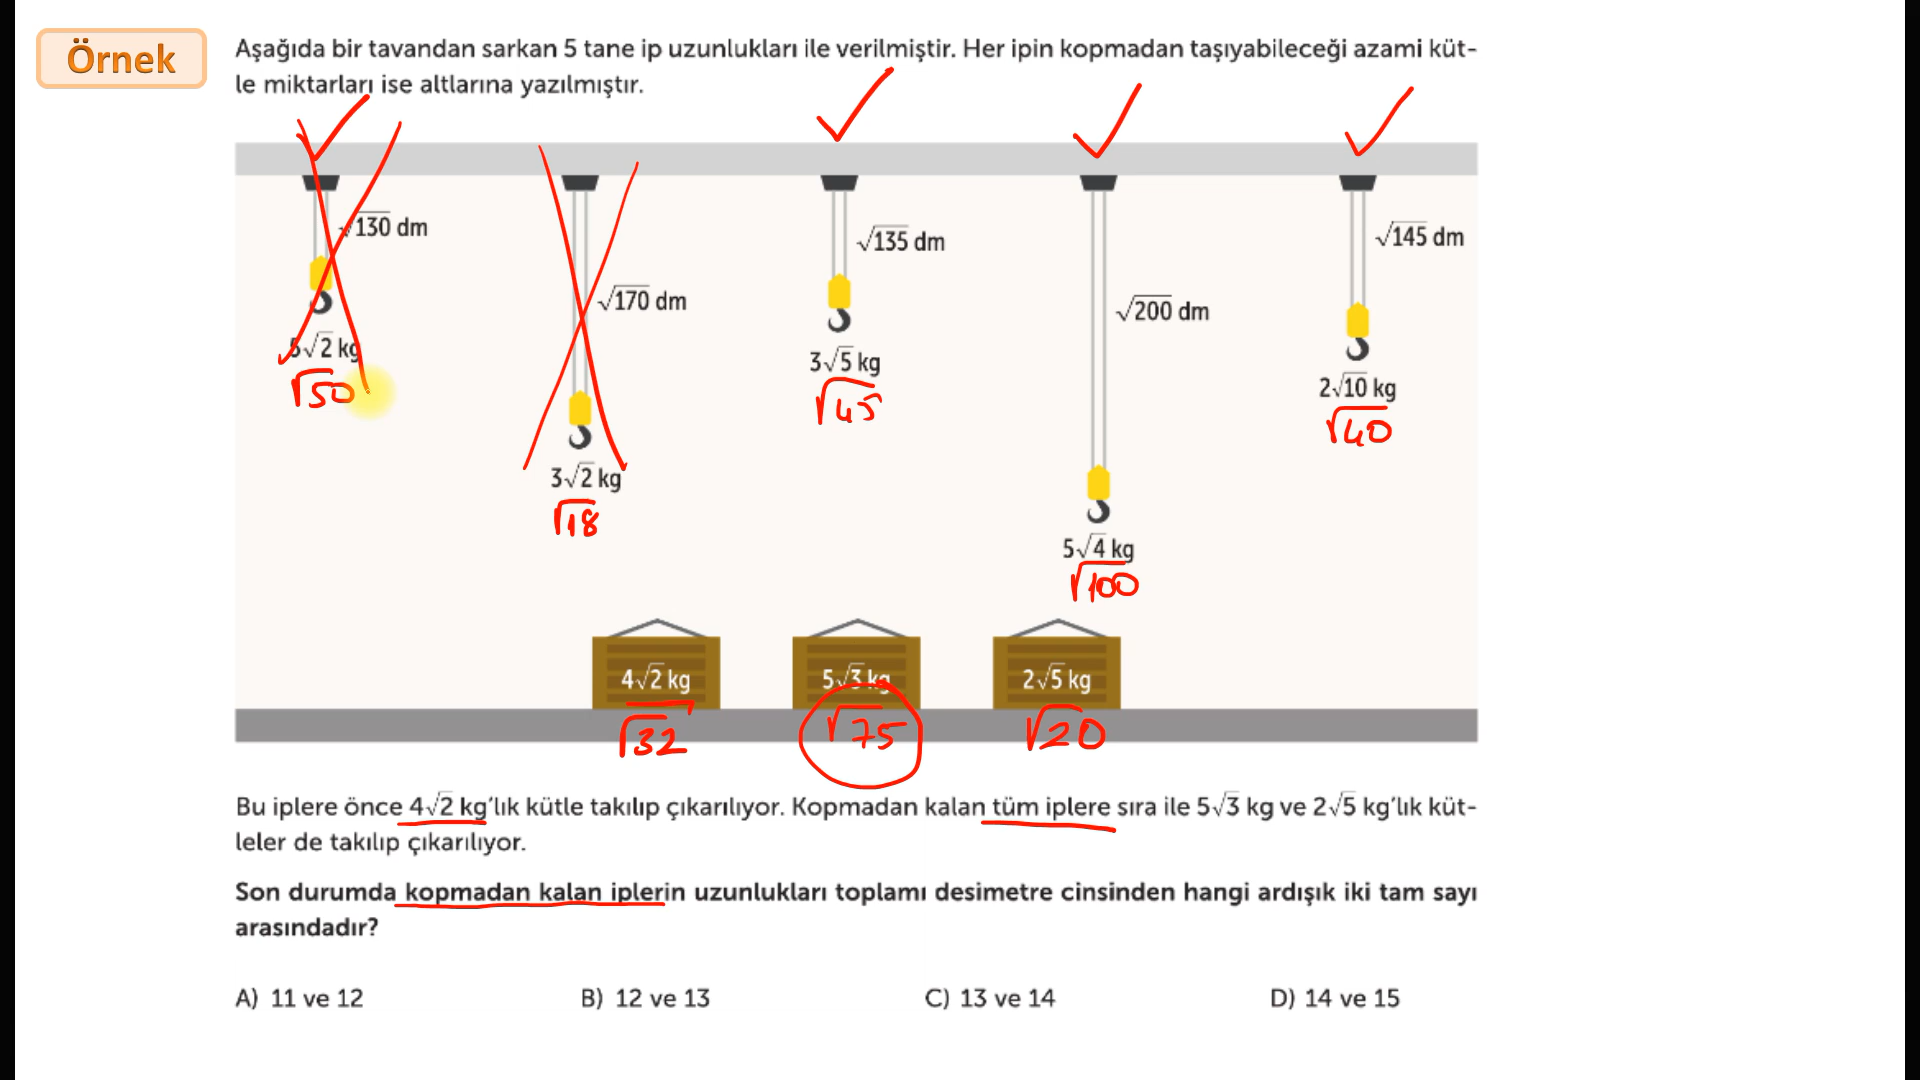 Örnek
Aşağıda bir tavandan sarkan 5 tane ip uzunlukları ile verilmiştir. Her ipin kopmadan taşıyabileceği azami küt-
le miktarları ise altlarına yazılmıştır.
√130 dm
√170 dm
√135 dm
√200 dm
√145 dm
5√2 kg
√50
3√2 kg
√18
3√5 kg
√45
5√4 kg
√100
2√10 kg
√40
4√2 kg
5√3 kg
2√5 kg
√32
√75
√20
Bu iplere önce 4√2 kg'lık kütle takılıp çıkarılıyor. Kopmadan kalan tüm iplere sıra ile 5√3 kg ve 2√5 kg'lık küt-
leler de takılıp çıkarılıyor.
Son durumda kopmadan kalan iplerin uzunlukları toplamı desimetre cinsinden hangi ardışık iki tam sayı
arasındadır?
A) 11 ve 12
B) 12 ve 13
C) 13 ve 14
D) 14 ve 15